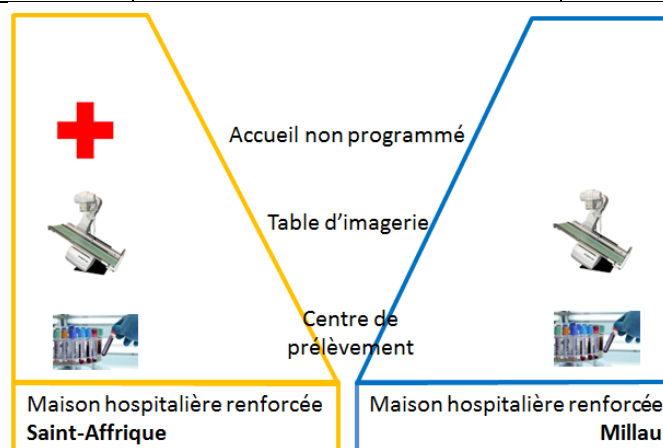 Accueil non programmé
Table d'imagerie
Centre de
prélèvement
Maison hospitalière renforcée
Saint-Affrique
Maison hospitalière renforcée
Millau